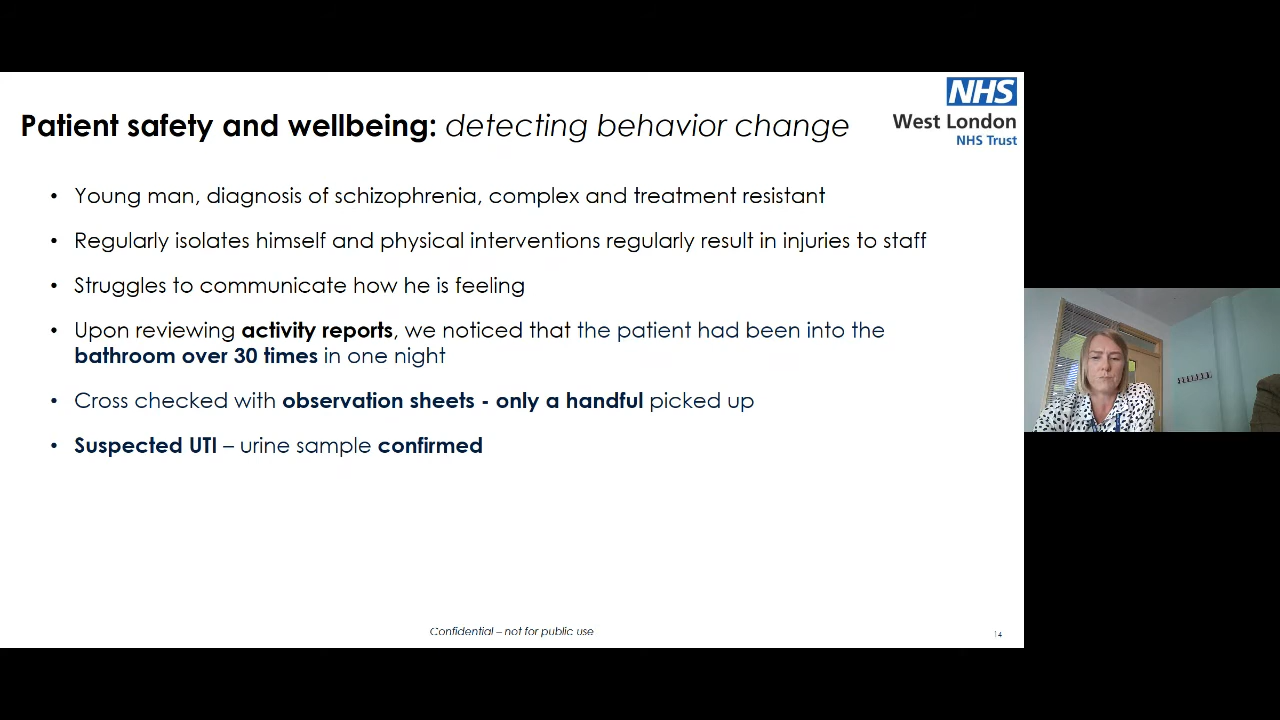 NHS
West London
NHS Trust
Patient safety and wellbeing: detecting behavior change
• Young man, diagnosis of schizophrenia, complex and treatment resistant
• Regularly isolates himself and physical interventions regularly result in injuries to staff
• Struggles to communicate how he is feeling
• Upon reviewing activity reports, we noticed that the patient had been into the
bathroom over 30 times in one night
• Cross checked with observation sheets - only a handful picked up
• Suspected UTI – urine sample confirmed
Confidential – not for public use
14